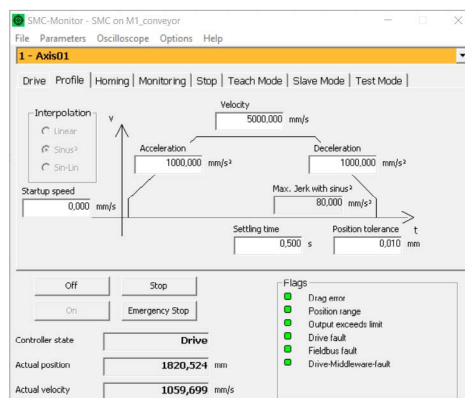 SMC-Monitor - SMC on M1_conveyor
File Parameters Oscilloscope Options Help
1 - Axis01
Drive Profile Homing Monitoring Stop Teach Mode Slave Mode Test Mode
Interpolation
Linear
Sinus²
Sin-Lin
v
Velocity
5000,000 mm/s
Acceleration
1000,000 mm/s²
Deceleration
1000,000 mm/s²
Max. Jerk with sinus²
80,000 mm/s³
Startup speed
0,000 mm/s
t
Settling time
0,500 s
Position tolerance
0,010 mm
Off Stop
On Emergency Stop
Controller state Drive
Actual position 1820,524 mm
Actual velocity 1059,699 mm/s
Flags
Drag error
Position range
Output exceeds limit
Drive fault
Fieldbus fault
Drive-Middleware-fault